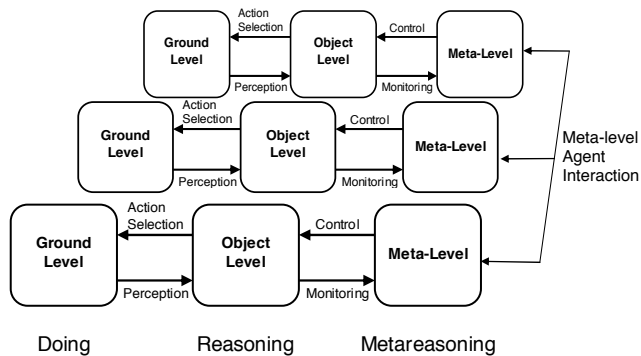 Action
Selection
Control
Ground
Level
Object
Level
Meta-Level
Perception
Monitoring
Action
Selection
Control
Ground
Level
Object
Level
Meta-Level
Perception
Monitoring
Meta-level
Agent
Interaction
Action
Selection
Control
Ground
Level
Object
Level
Meta-Level
Perception
Monitoring
Doing
Reasoning
Metareasoning